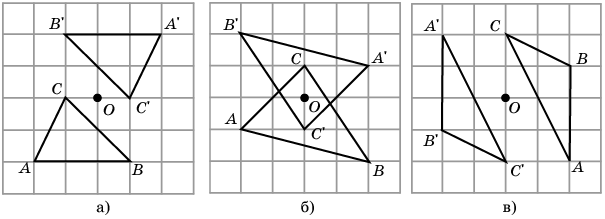 B' A'
C O C'
A B
а)
B'
C A'
O
A C'
B
б)
A' C
B
O
B'
C' A
в)